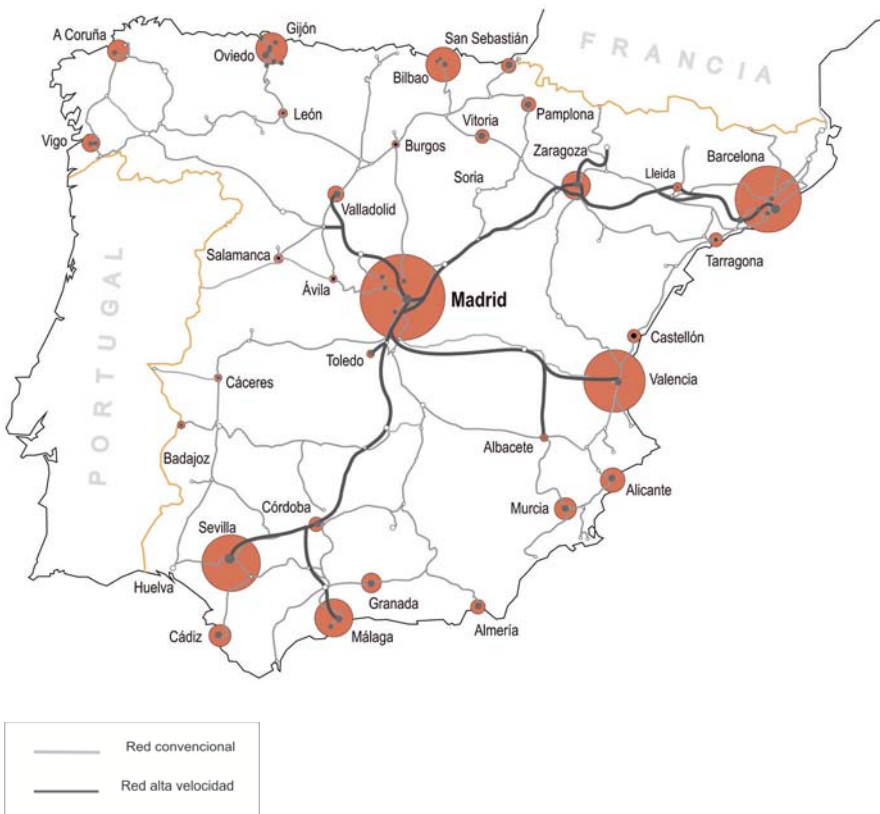 Gijón
A Coruña
San Sebastián
FRANCIA
Oviedo
Bilbao
León
Pamplona
Vitoria
Vigo
Burgos
Zaragoza
Barcelona
Lleida
Soria
Valladolid
Salamanca
Tarragona
Ávila
Madrid
PORTUGAL
Castellón
Toledo
Valencia
Cáceres
Albacete
Badajoz
Alicante
Córdoba
Murcia
Sevilla
Huelva
Granada
Almería
Cádiz
Málaga
Red convencional
Red alta velocidad